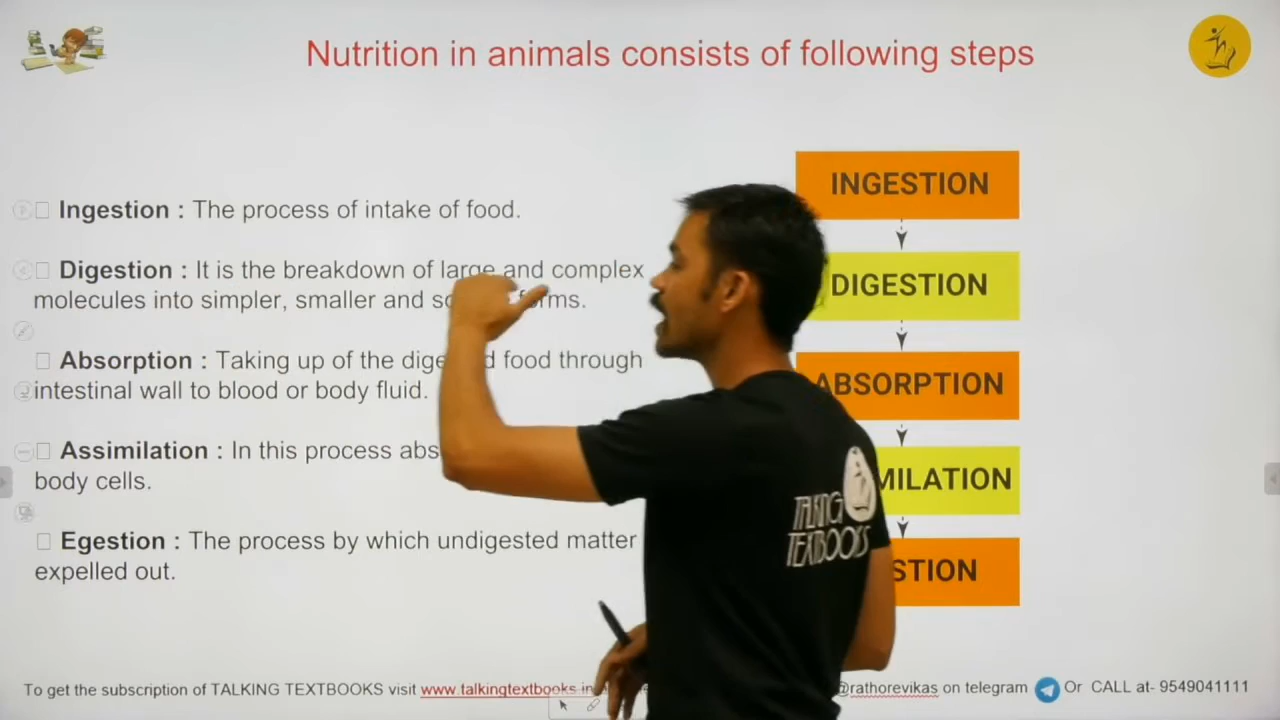 Nutrition in animals consists of following steps
Ingestion : The process of intake of food.
Digestion : It is the breakdown of large and complex
molecules into simpler, smaller and forms.
Absorption : Taking up of the food through
intestinal wall to blood or body fluid.
Assimilation : In this process
body cells.
Egestion : The process by which undigested matter
expelled out.
INGESTION
DIGESTION
ABSORPTION
MILATION
STION
TALKING
TEXTBOOKS
To get the subscription of TALKING TEXTBOOKS visit www.talkingtextbooks.in @rathorevikas on telegram Or CALL at- 9549041111